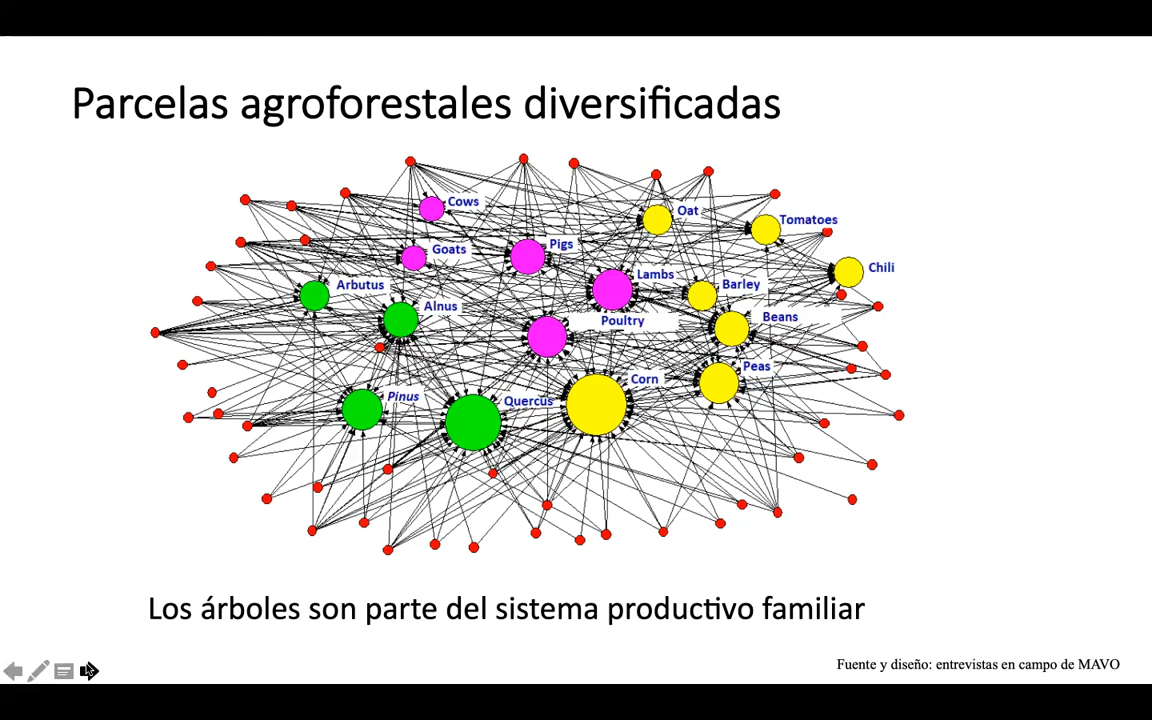 Parcelas agroforestales diversificadas
Cows
Oat
Tomatoes
Goats
Pigs
Chili
Lambs
Arbutus
Barley
Alnus
Poultry
Beans
Peas
Corn
Pinus
Quercus
Los árboles son parte del sistema productivo familiar
Fuente y diseño: entrevistas en campo de MAVO